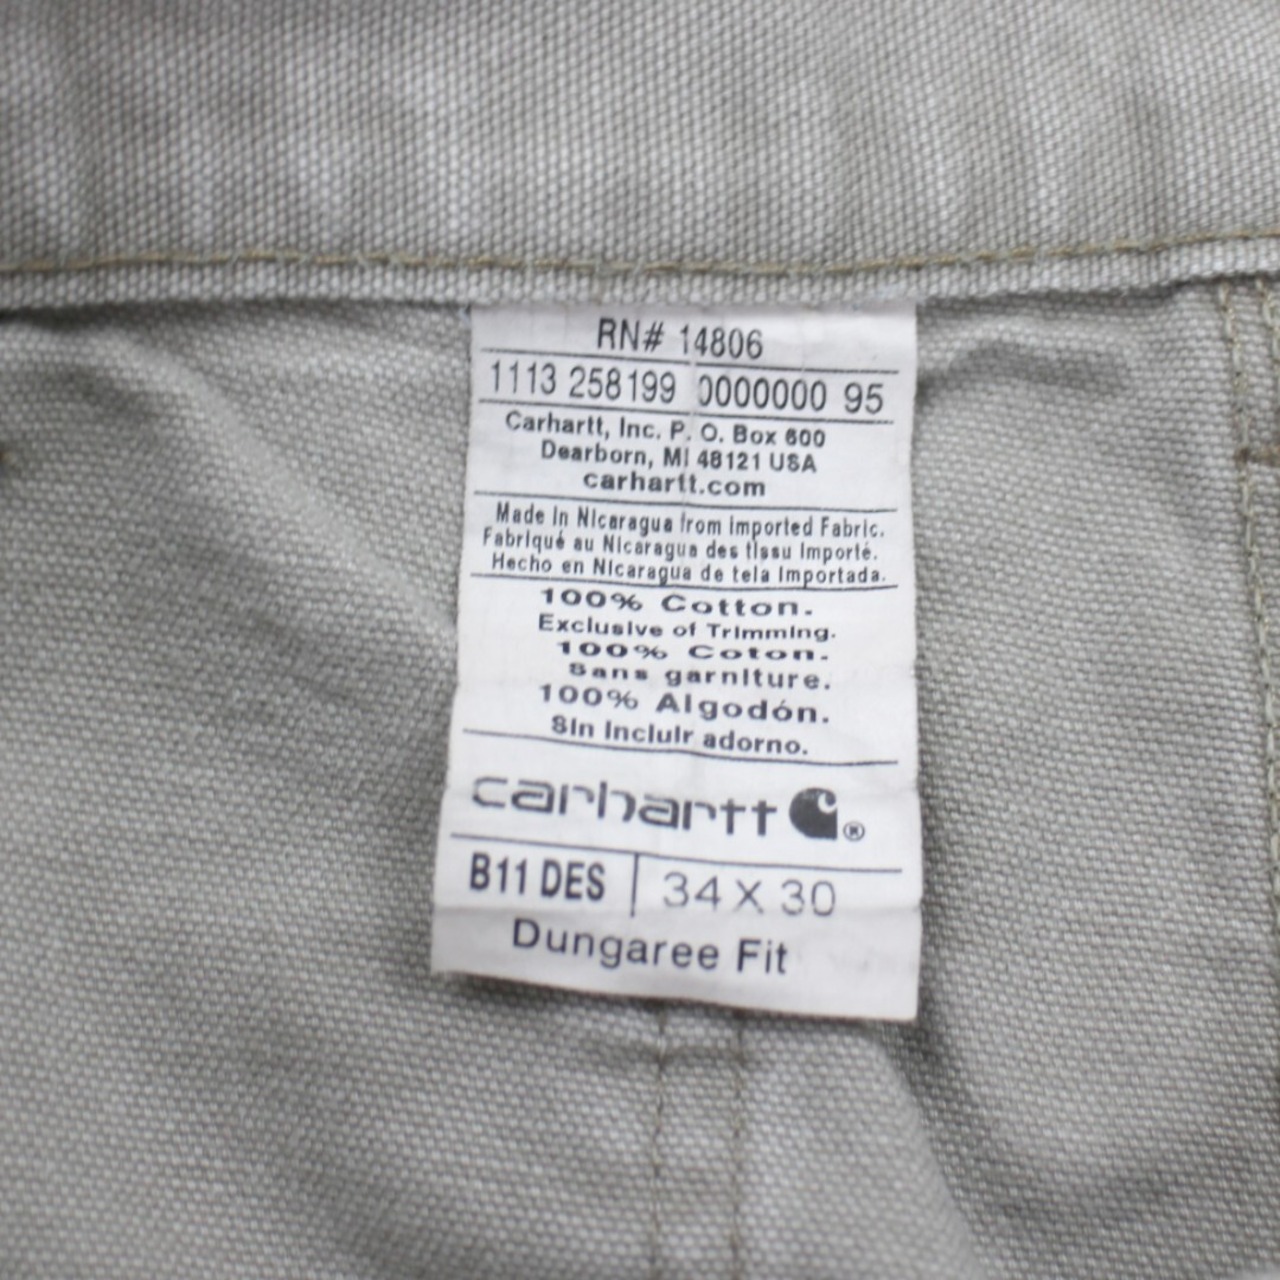 RN# 14806
1113 258199 0000000 95
Carhartt, Inc. P. O. Box 600
Dearborn, MI 48121 USA
carhartt.com
Made in Nicaragua from Imported Fabric.
Fabriqué au Nicaragua des tissu Importé.
Hecho en Nicaragua de tela Importada.
100% Cotton.
Exclusive of Trimming.
100% Coton.
Sans garniture.
100% Algodón.
Sin Incluir adorno.
carhartt ®
B11 DES | 34 X 30
Dungaree Fit